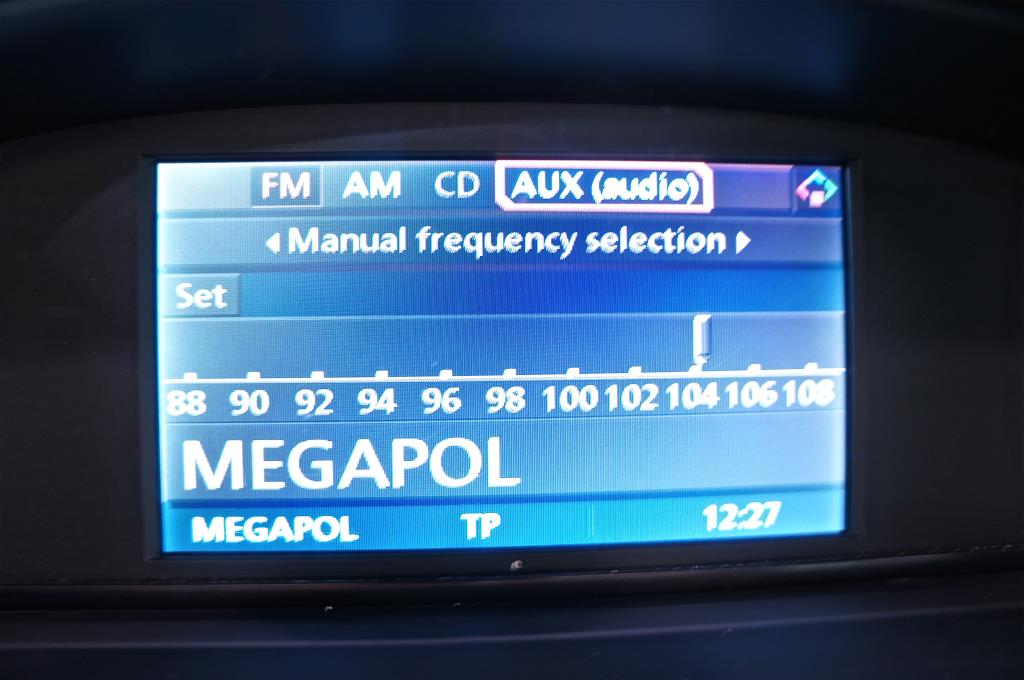 FM AM CD AUX (audio)
Manual frequency selection
Set
88 90 92 94 96 98 100 102 104 106 108
MEGAPOL
MEGAPOL TP 12:27